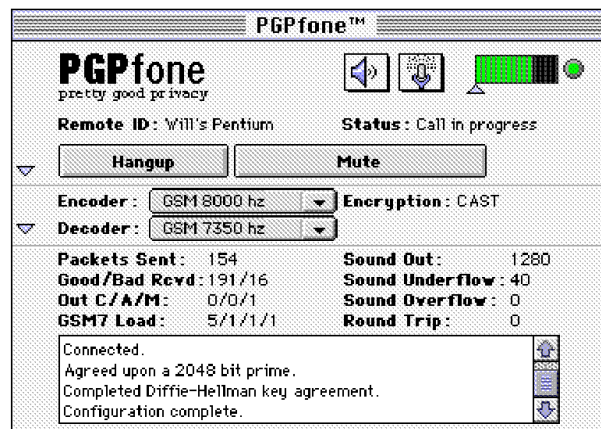 PGPfone™
PGPfone
pretty good privacy
Remote ID: Will's Pentium Status: Call in progress
Hangup Mute
Encoder: GSM 8000 hz Encryption: CAST
Decoder: GSM 7350 hz
Packets Sent: 154 Sound Out: 1280
Good/Bad Rcvd: 191/16 Sound Underflow: 40
Out C/A/M: 0/0/1 Sound Overflow: 0
GSM7 Load: 5/1/1/1 Round Trip: 0
Connected.
Agreed upon a 2048 bit prime.
Completed Diffie-Hellman key agreement.
Configuration complete.